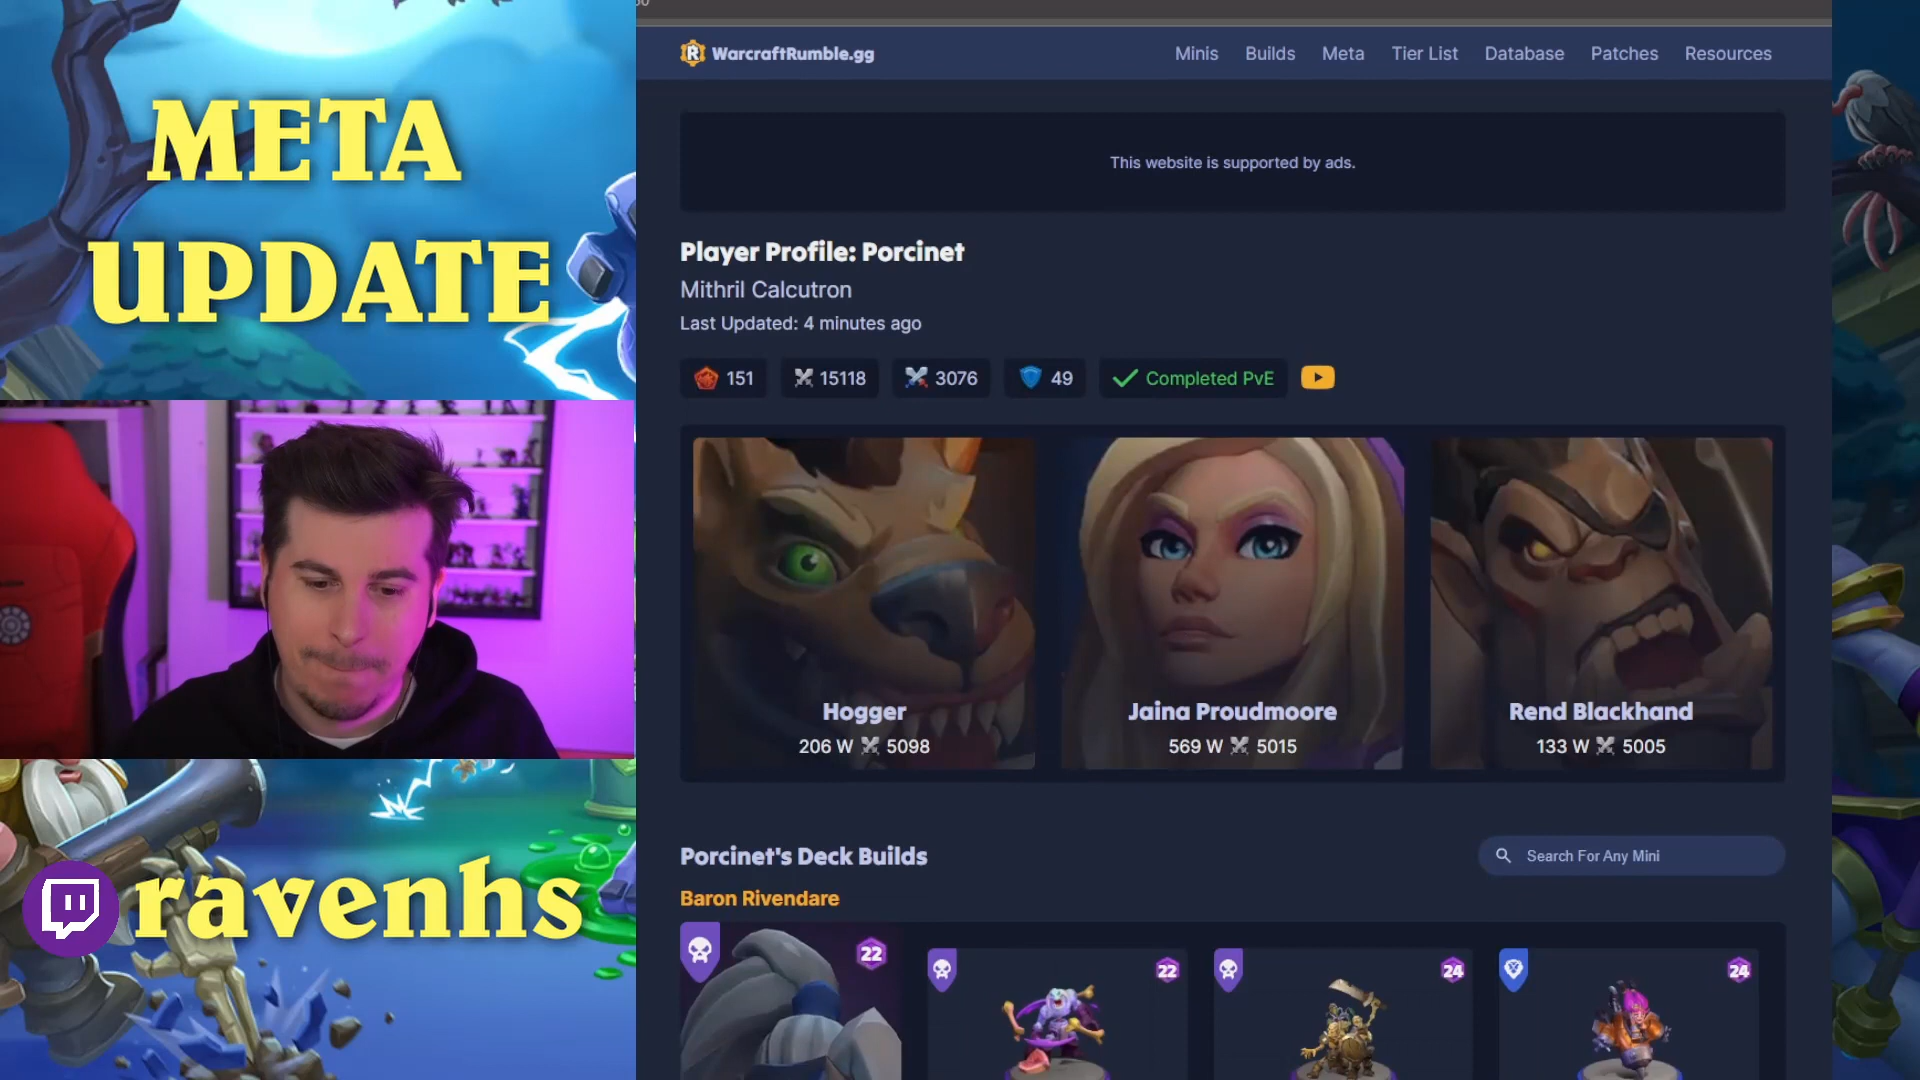 META
UPDATE
ravenhs
WarcraftRumble.gg
Minis
Builds
Meta
Tier List
Database
Patches
Resources
This website is supported by ads.
Player Profile: Porcinet
Mithril Calcutron
Last Updated: 4 minutes ago
151
15118
3076
49
Completed PvE
Hogger
206 W 5098
Jaina Proudmoore
569 W 5015
Rend Blackhand
133 W 5005
Porcinet's Deck Builds
Search For Any Mini
Baron Rivendare
22
22
24
24